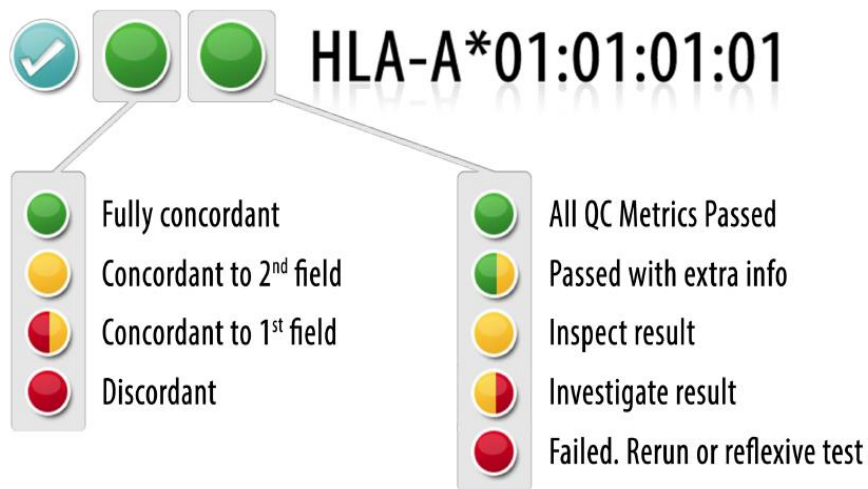 HLA-A*01:01:01:01
Fully concordant
Concordant to 2nd field
Concordant to 1st field
Discordant
All QC Metrics Passed
Passed with extra info
Inspect result
Investigate result
Failed. Rerun or reflexive test